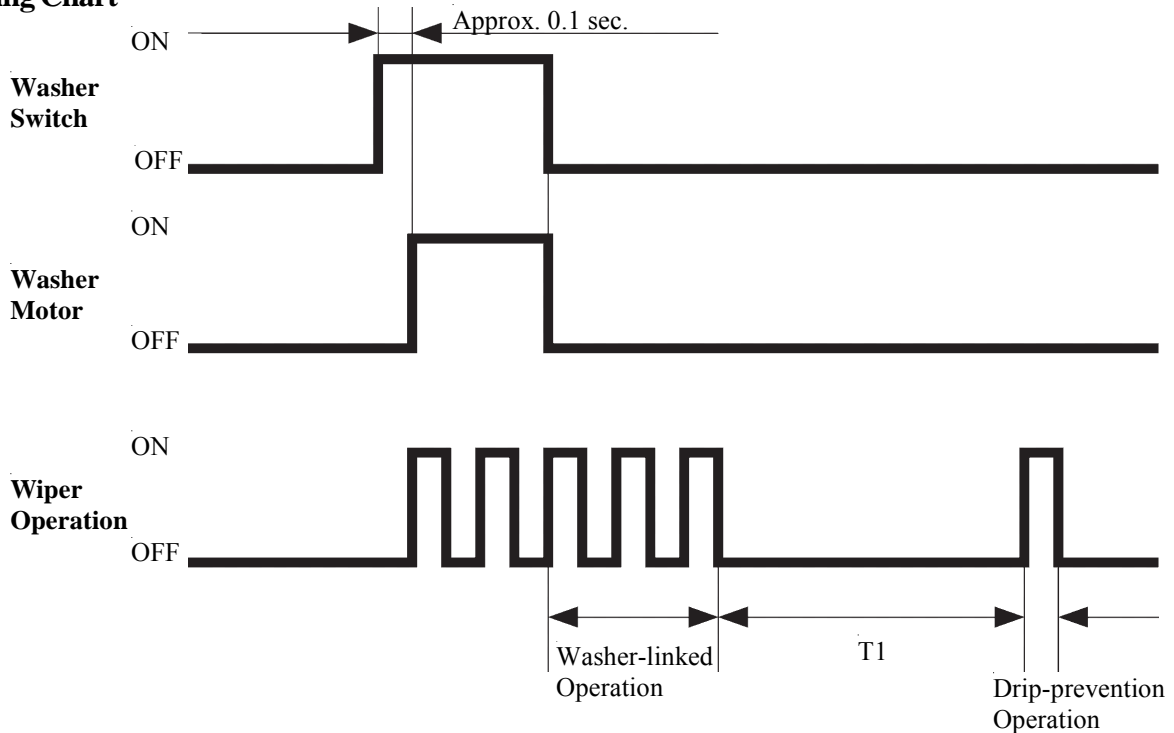 Chart
Approx. 0.1 sec.
ON
Washer
Switch
OFF
ON
Washer
Motor
OFF
ON
Wiper
Operation
OFF
Washer-linked
Operation
T1
Drip-prevention
Operation